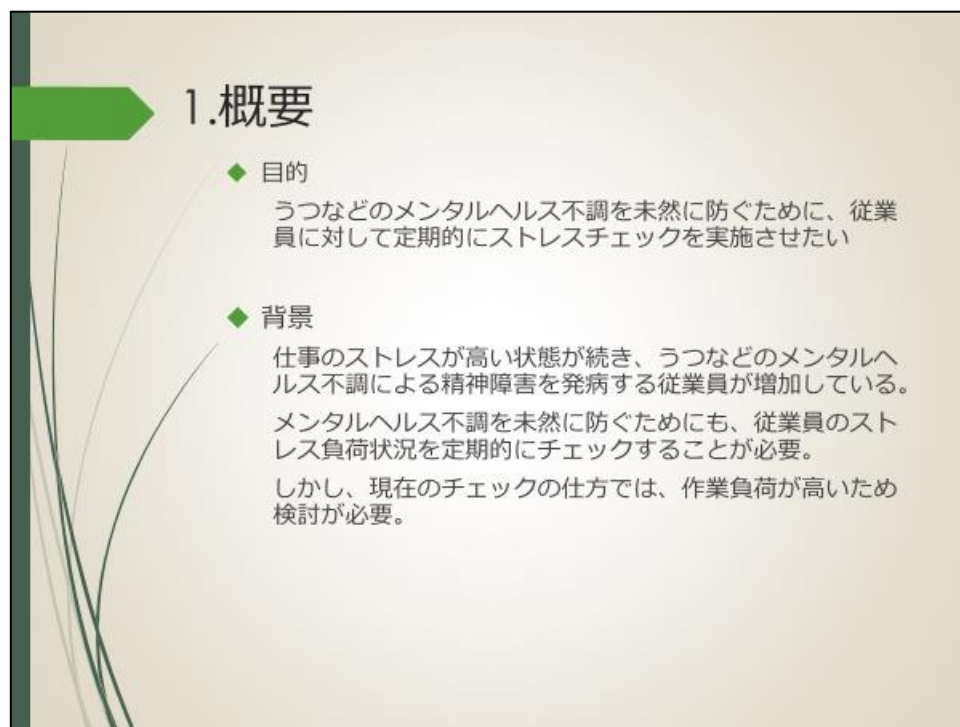 1.概要
目的
うつなどのメンタルヘルス不調を未然に防ぐために、従業
員に対して定期的にストレスチェックを実施させたい
背景
仕事のストレスが高い状態が続き、うつなどのメンタルヘ
ルス不調による精神障害を発病する従業員が増加している。
メンタルヘルス不調を未然に防ぐためにも、従業員のスト
レス負荷状況を定期的にチェックすることが必要。
しかし、現在のチェックの仕方では、作業負荷が高いため
検討が必要。